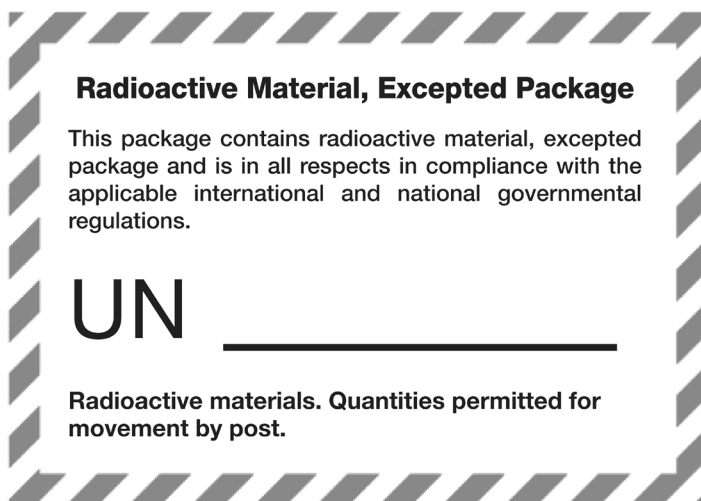 Radioactive Material, Excepted Package
This package contains radioactive material, excepted
package and is in all respects in compliance with the
applicable international and national governmental
regulations.
UN
Radioactive materials. Quantities permitted for
movement by post.